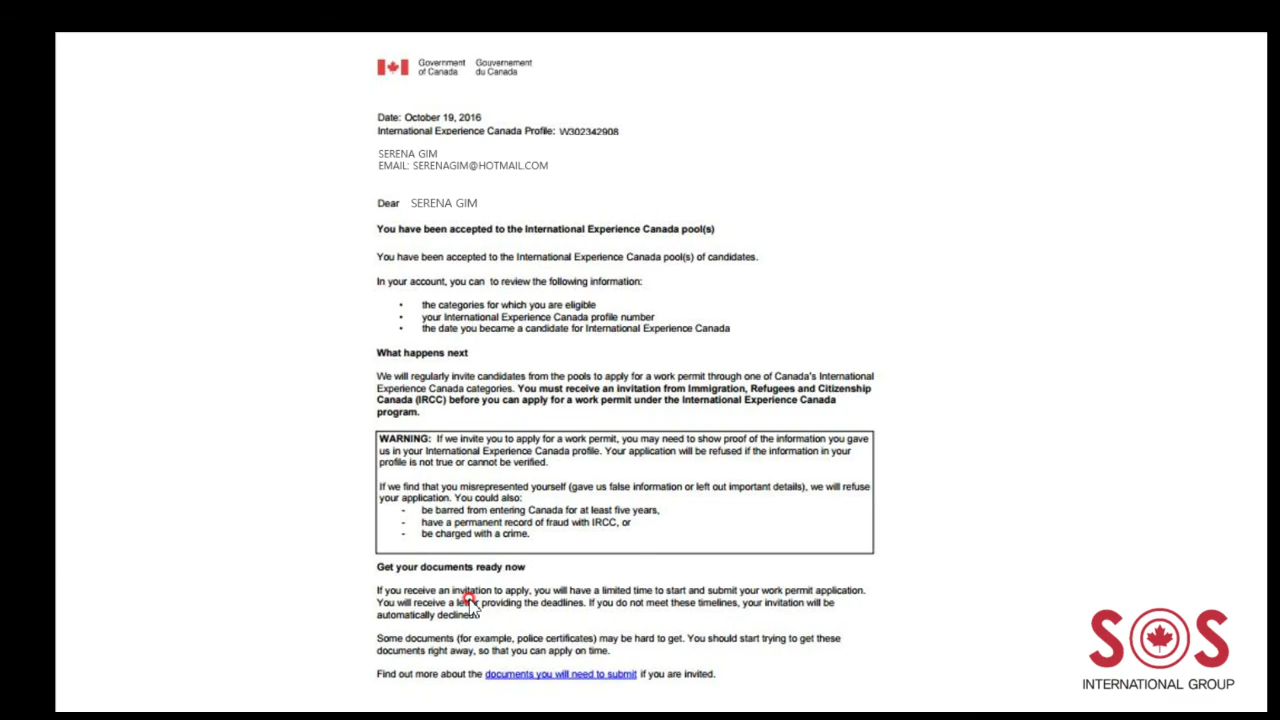 Government Gouvernement
of Canada du Canada
Date: October 19, 2016
International Experience Canada Profile: W302342908
SERENA GIM
EMAIL: SERENAGIM@HOTMAIL.COM
Dear SERENA GIM
You have been accepted to the International Experience Canada pool(s)
You have been accepted to the International Experience Canada pool(s) of candidates.
In your account, you can to review the following information:
• the categories for which you are eligible
• your International Experience Canada profile number
• the date you became a candidate for International Experience Canada
What happens next
We will regularly invite candidates from the pools to apply for a work permit through one of Canada's International
Experience Canada categories. You must receive an invitation from Immigration, Refugees and Citizenship
Canada (IRCC) before you can apply for a work permit under the International Experience Canada
program.
WARNING: If we invite you to apply for a work permit, you may need to show proof of the information you gave
us in your International Experience Canada profile. Your application will be refused if the information in your
profile is not true or cannot be verified.
If we find that you misrepresented yourself (gave us false information or left out important details), we will refuse
your application. You could also:
- be barred from entering Canada for at least five years,
- have a permanent record of fraud with IRCC, or
- be charged with a crime.
Get your documents ready now
If you receive an invitation to apply, you will have a limited time to start and submit your work permit application.
You will receive a providing the deadlines. If you do not meet these timelines, your invitation will be
automatically declined.
Some documents (for example, police certificates) may be hard to get. You should start trying to get these
documents right away, so that you can apply on time.
Find out more about the documents you will need to submit if you are invited.
SOS
INTERNATIONAL GROUP